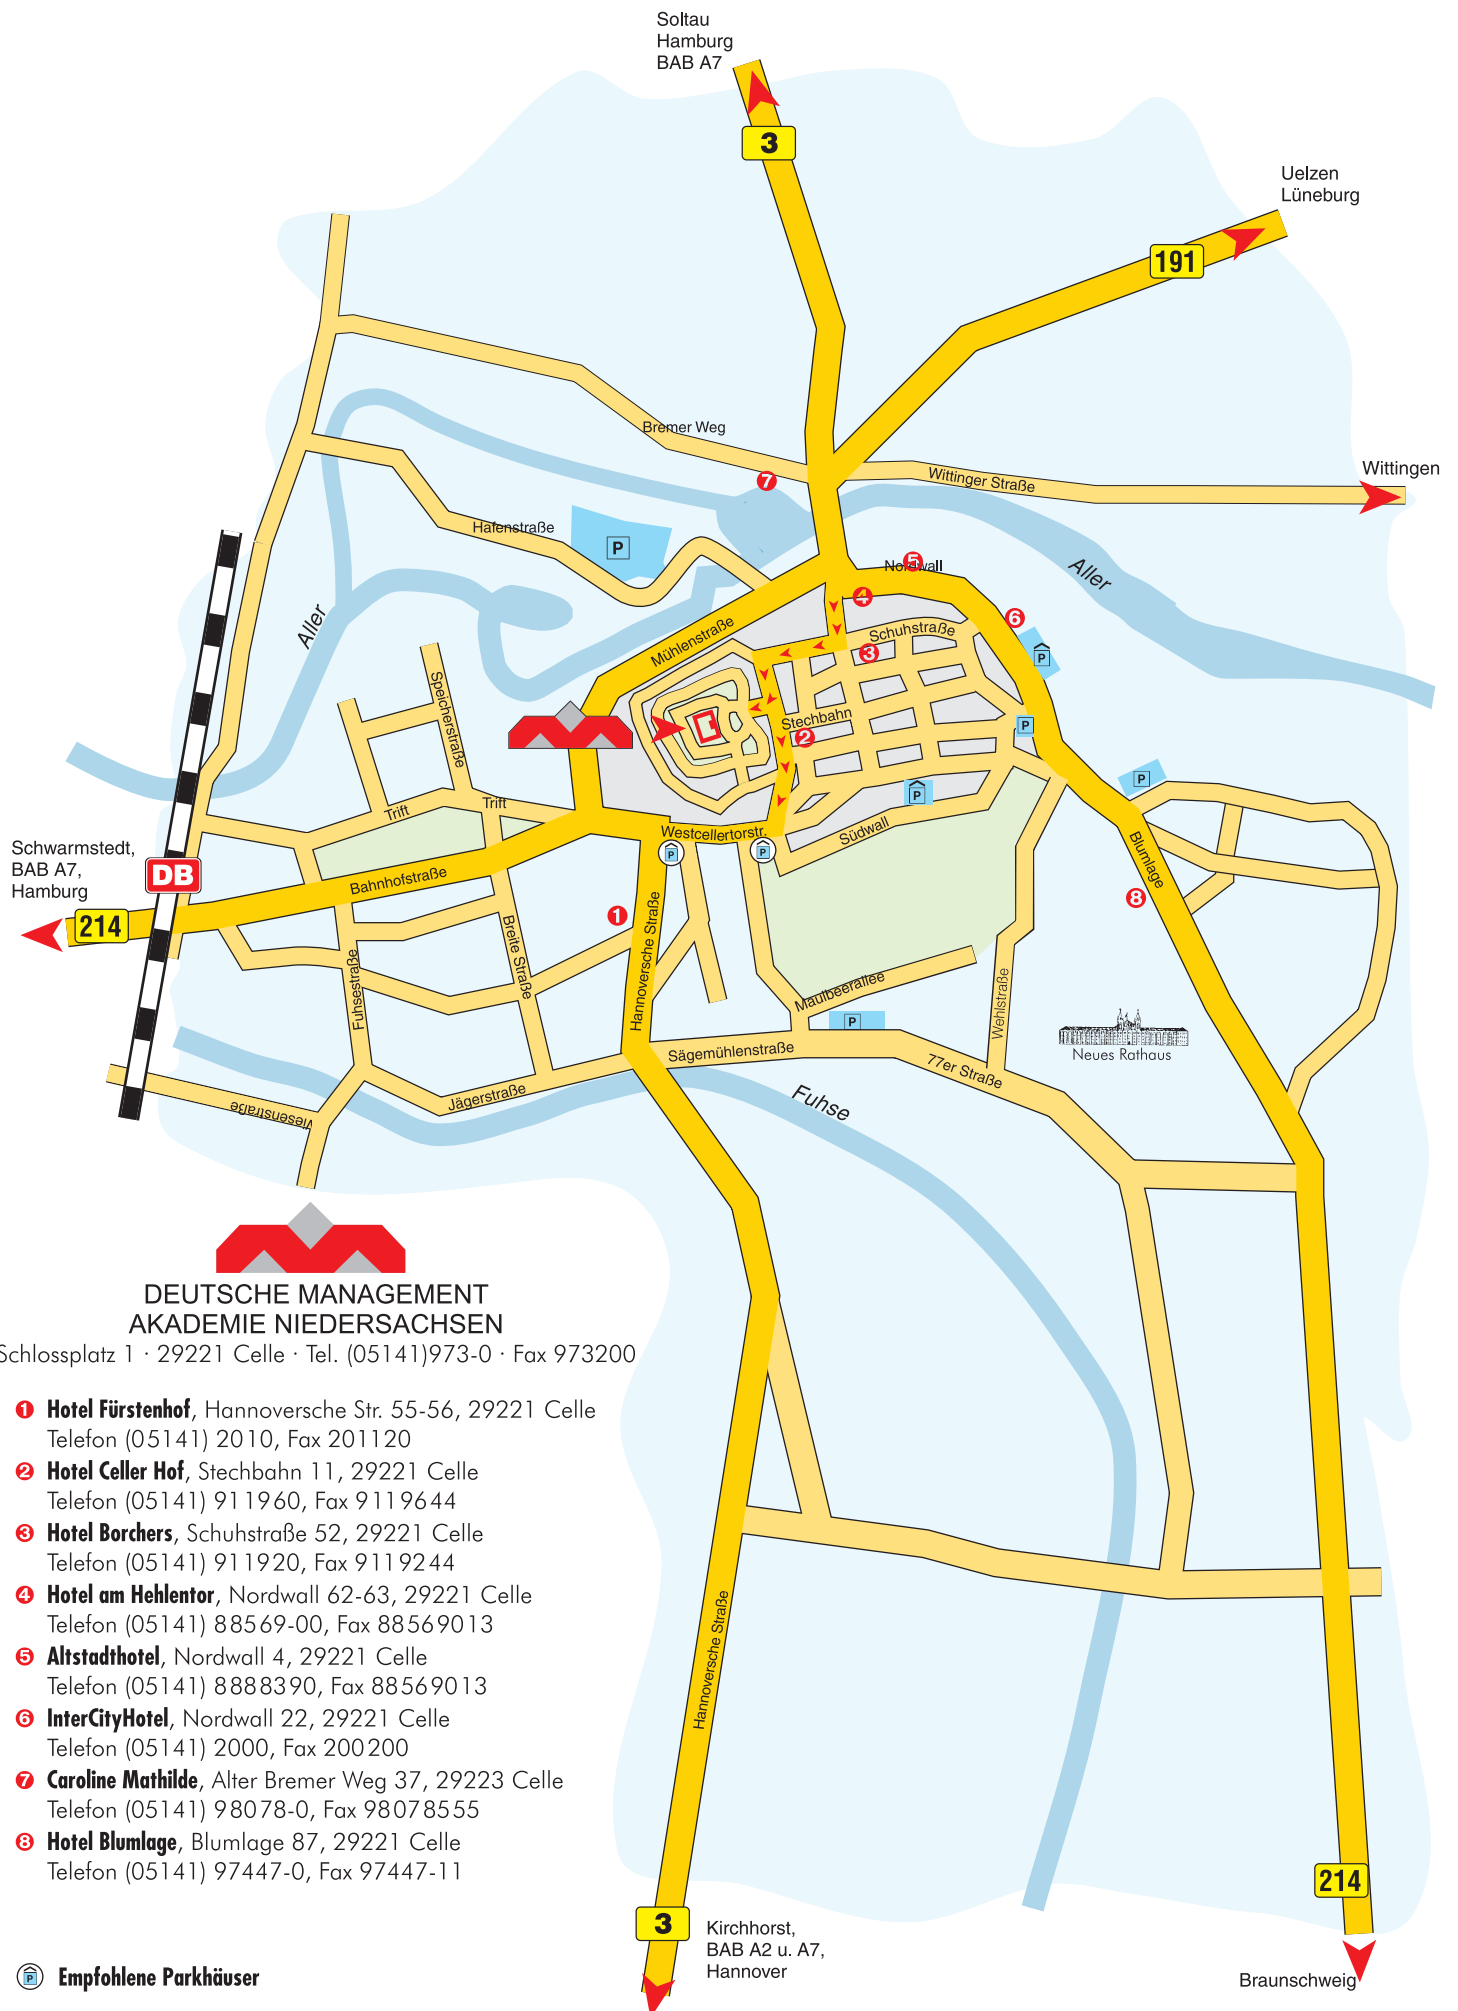 Soltau
Hamburg
BAB A7
3
Uelzen
Lüneburg
191
Bremer Weg
Wittinger Straße
Wittingen
7
Hafenstraße
P
5
Nordwall
Aller
Aller
4
6
Mühlenstraße
Schuhstraße
3
P
Speicherstraße
Stechbahn
2
P
P
P
Trift
Trift
Westcellertorstr.
Südwall
P
P
Schwarmstedt,
BAB A7,
Hamburg
DB
Bahnhofstraße
Blumlage
8
214
1
Hannoversche Straße
Breite Straße
Fuhsestraße
Maulbeerallee
Wehlstraße
P
Neues Rathaus
Sägemühlenstraße
77er Straße
Wiesenstraße
Jägerstraße
Fuhse
DEUTSCHE MANAGEMENT
AKADEMIE NIEDERSACHSEN
Schlossplatz 1 · 29221 Celle · Tel. (05141)973-0 · Fax 973200
1 Hotel Fürstenhof, Hannoversche Str. 55-56, 29221 Celle
Telefon (05141) 2010, Fax 201120
2 Hotel Celler Hof, Stechbahn 11, 29221 Celle
Telefon (05141) 911960, Fax 9119644
3 Hotel Borchers, Schuhstraße 52, 29221 Celle
Telefon (05141) 911920, Fax 9119244
4 Hotel am Hehlentor, Nordwall 62-63, 29221 Celle
Telefon (05141) 88569-00, Fax 88569013
5 Altstadthotel, Nordwall 4, 29221 Celle
Telefon (05141) 8888390, Fax 88569013
6 InterCityHotel, Nordwall 22, 29221 Celle
Telefon (05141) 2000, Fax 200200
7 Caroline Mathilde, Alter Bremer Weg 37, 29223 Celle
Telefon (05141) 98078-0, Fax 98078555
8 Hotel Blumlage, Blumlage 87, 29221 Celle
Telefon (05141) 97447-0, Fax 97447-11
Hannoversche Straße
214
3
Kirchhorst,
BAB A2 u. A7,
Hannover
Braunschweig
P Empfohlene Parkhäuser